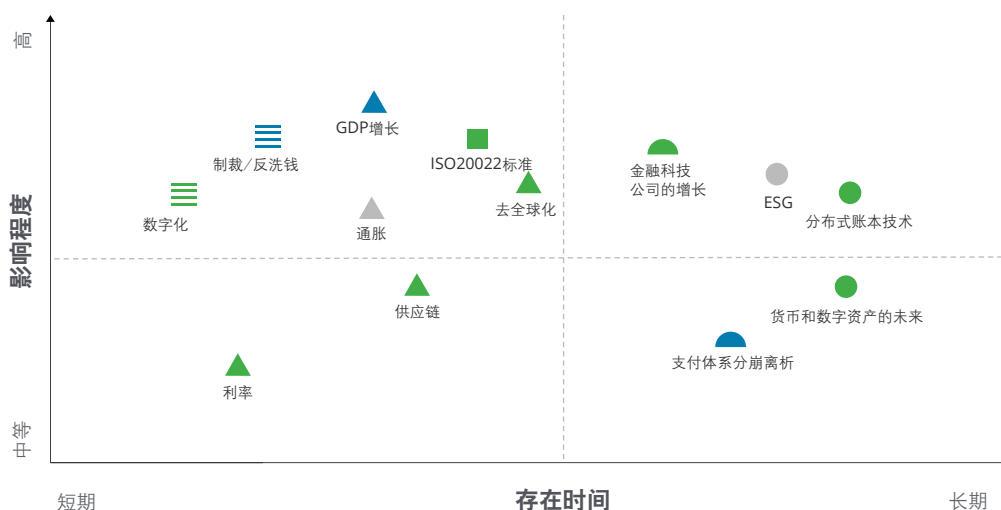 高
GDP增长
制裁/反洗钱
ISO20022标准
金融科技
公司的增长
ESG
数字化
通胀
去全球化
分布式账本技术
影响程度
供应链
货币和数字资产的未来
支付体系分崩离析
利率
中等
短期
存在时间
长期